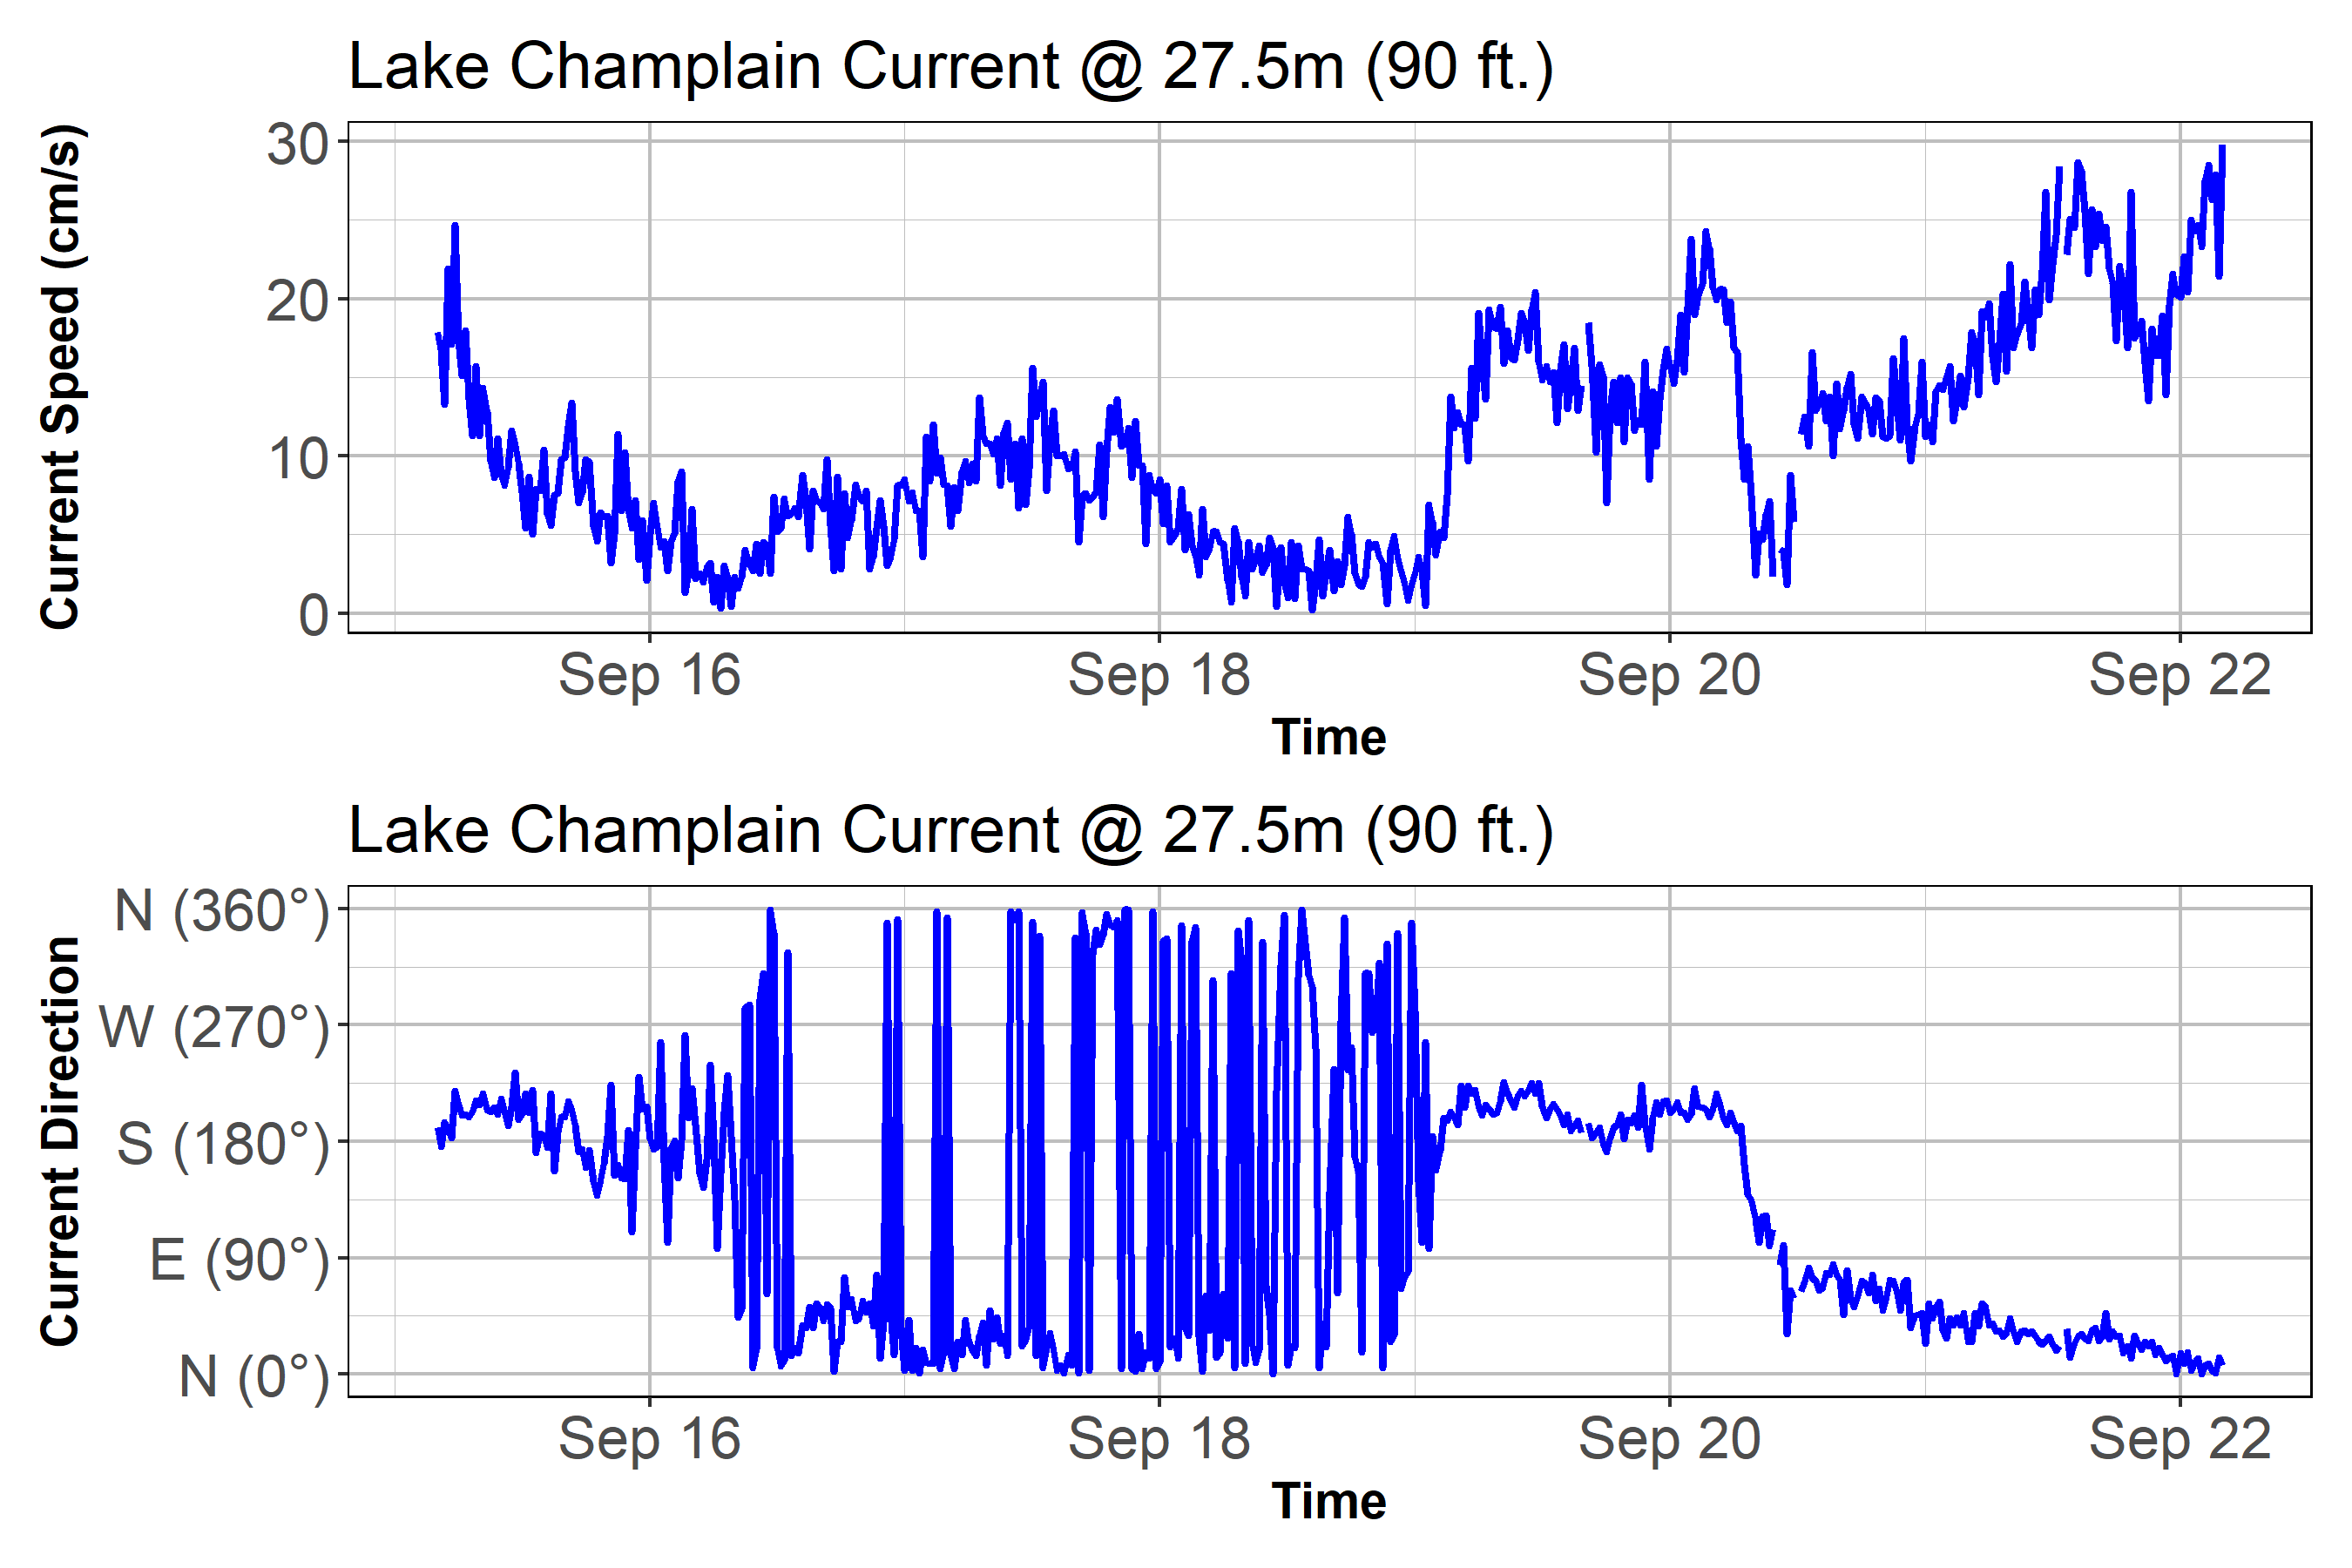 Lake Champlain Current @ 27.5m (90 ft.)
Current Speed (cm/s)
30
20
10
0
Sep 16 Sep 18 Sep 20 Sep 22
Time
Lake Champlain Current @ 27.5m (90 ft.)
Current Direction
N (360°)
W (270°)
S (180°)
E (90°)
N (0°)
Sep 16 Sep 18 Sep 20 Sep 22
Time